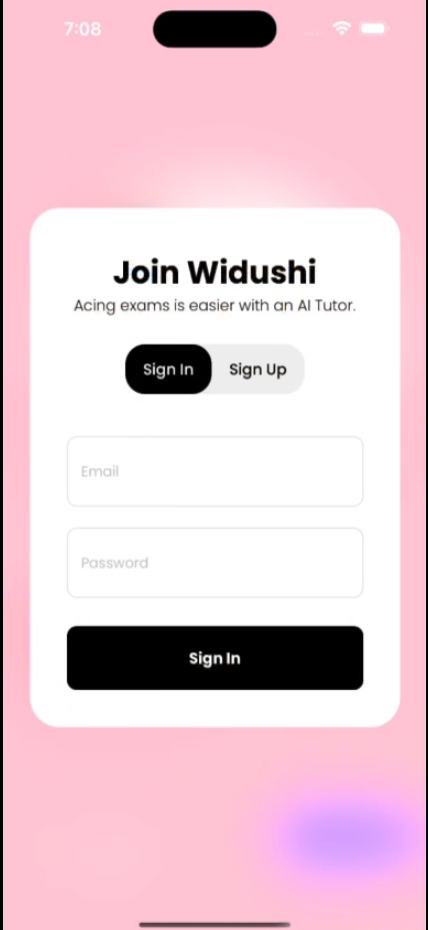 7:08
Join Widushi
Acing exams is easier with an AI Tutor.
Sign In Sign Up
Email
Password
Sign In